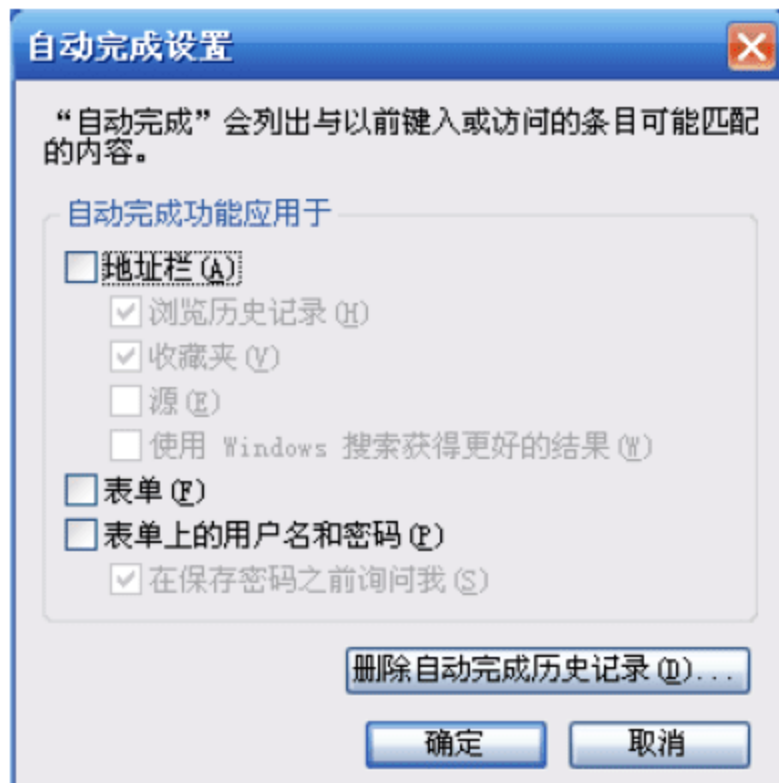 自动完成设置
“自动完成”会列出与以前键入或访问的条目可能匹配
的内容。
自动完成功能应用于
地址栏(A)
浏览历史记录(H)
收藏夹(V)
源(E)
使用 Windows 搜索获得更好的结果(W)
表单(F)
表单上的用户名和密码(P)
在保存密码之前询问我(S)
删除自动完成历史记录(D)...
确定
取消